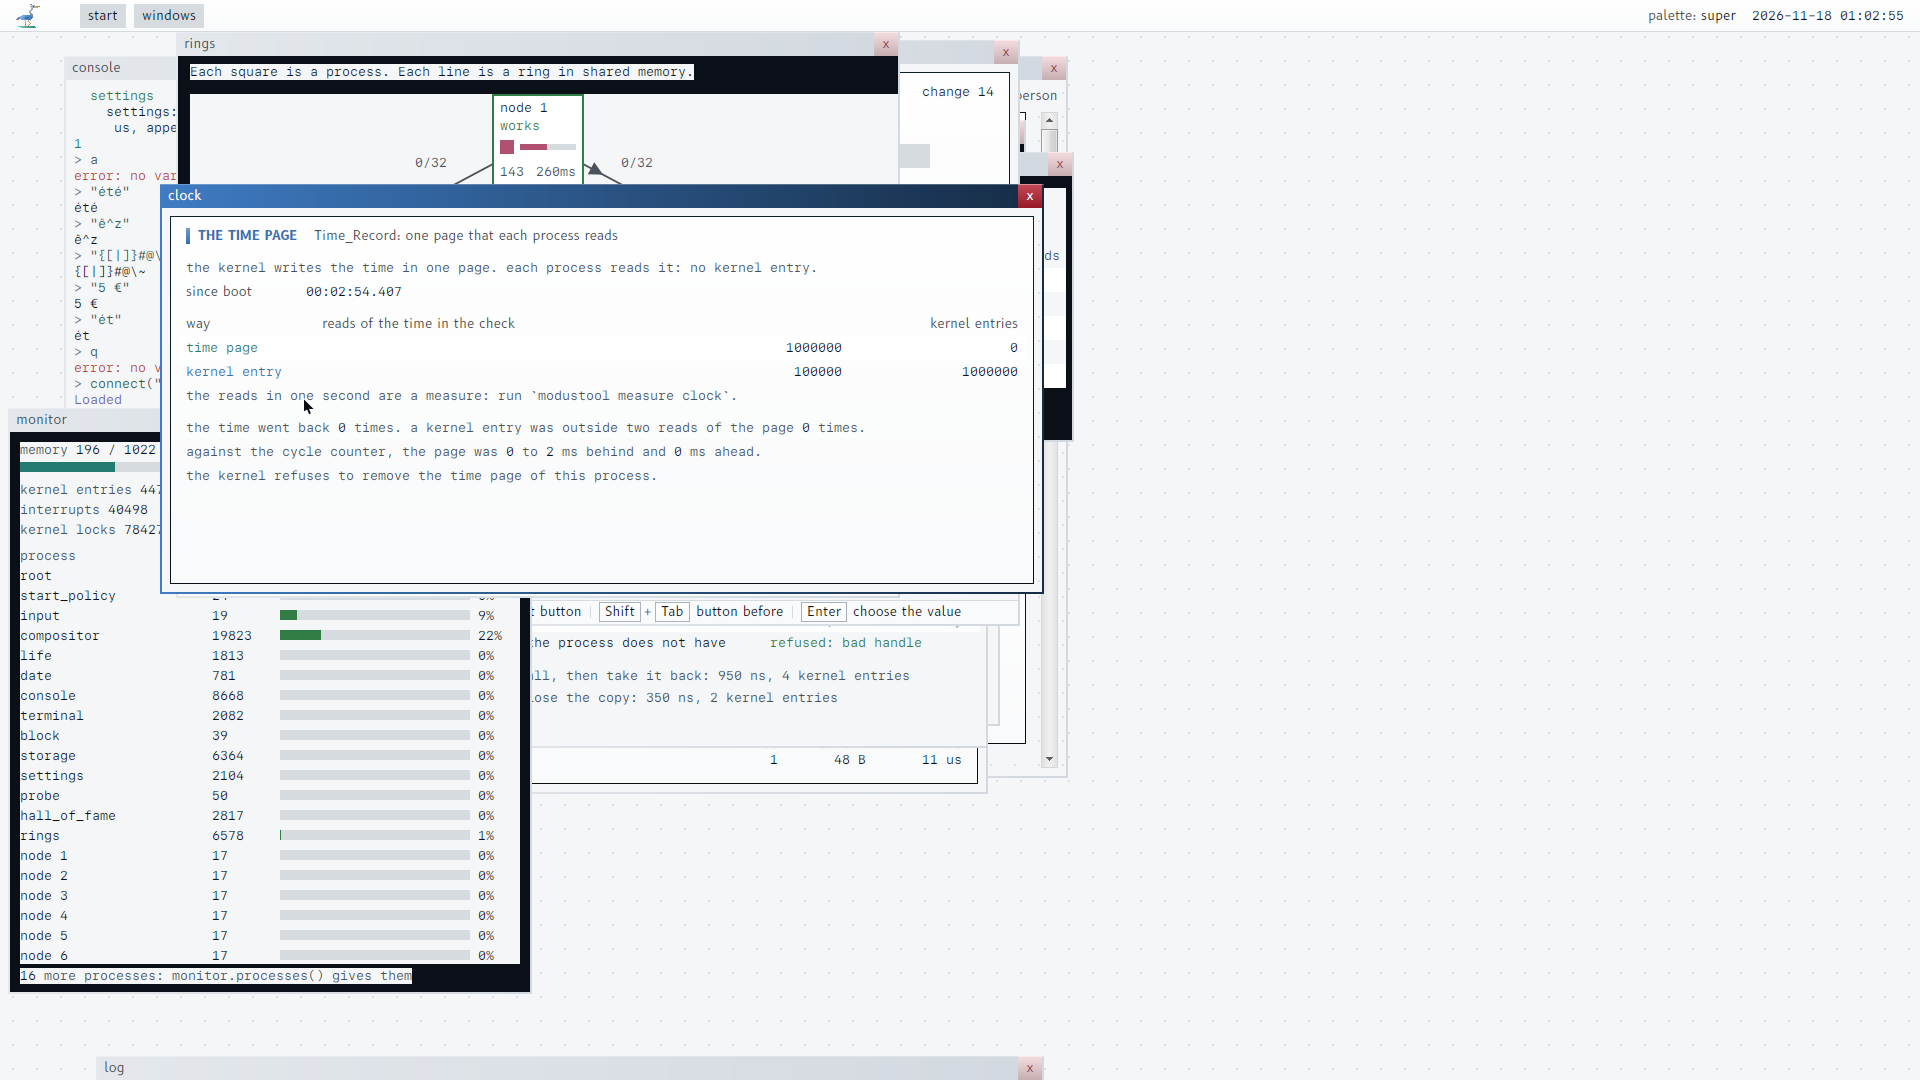 start windows palette: super 2026-11-18 01:02:55
rings x
x
console
x
Each square is a process. Each line is a ring in shared memory.
change 14
settings
settings:
us, appe
1
> a
error: no var
> "été"
été
> "ê^z"
ê^z
> "{[|]}#@\
{[|]}#@\~
> "5 €"
5 €
> "ét"
ét
> q
error: no v
> connect("
Loaded
node 1
works
0/32 0/32
143 260ms
x
clock x
THE TIME PAGE Time_Record: one page that each process reads
the kernel writes the time in one page. each process reads it: no kernel entry.
since boot 00:02:54.407
way reads of the time in the check kernel entries
time page 1000000 0
kernel entry 100000 1000000
the reads in one second are a measure: run `modustool measure clock`.
the time went back 0 times. a kernel entry was outside two reads of the page 0 times.
against the cycle counter, the page was 0 to 2 ms behind and 0 ms ahead.
the kernel refuses to remove the time page of this process.
monitor
memory 196 / 1022
kernel entries 447
interrupts 40498
kernel locks 78427
process
root
start_policy
input 19 9%
compositor 19823 22%
life 1813 0%
date 781 0%
console 8668 0%
terminal 2082 0%
block 39 0%
storage 6364 0%
settings 2104 0%
probe 50 0%
hall_of_fame 2817 0%
rings 6578 1%
node 1 17 0%
node 2 17 0%
node 3 17 0%
node 4 17 0%
node 5 17 0%
node 6 17 0%
16 more processes: monitor.processes() gives them
button Shift + Tab button before Enter choose the value
the process does not have refused: bad handle
all, then take it back: 950 ns, 4 kernel entries
lose the copy: 350 ns, 2 kernel entries
1 48 B 11 us
log x